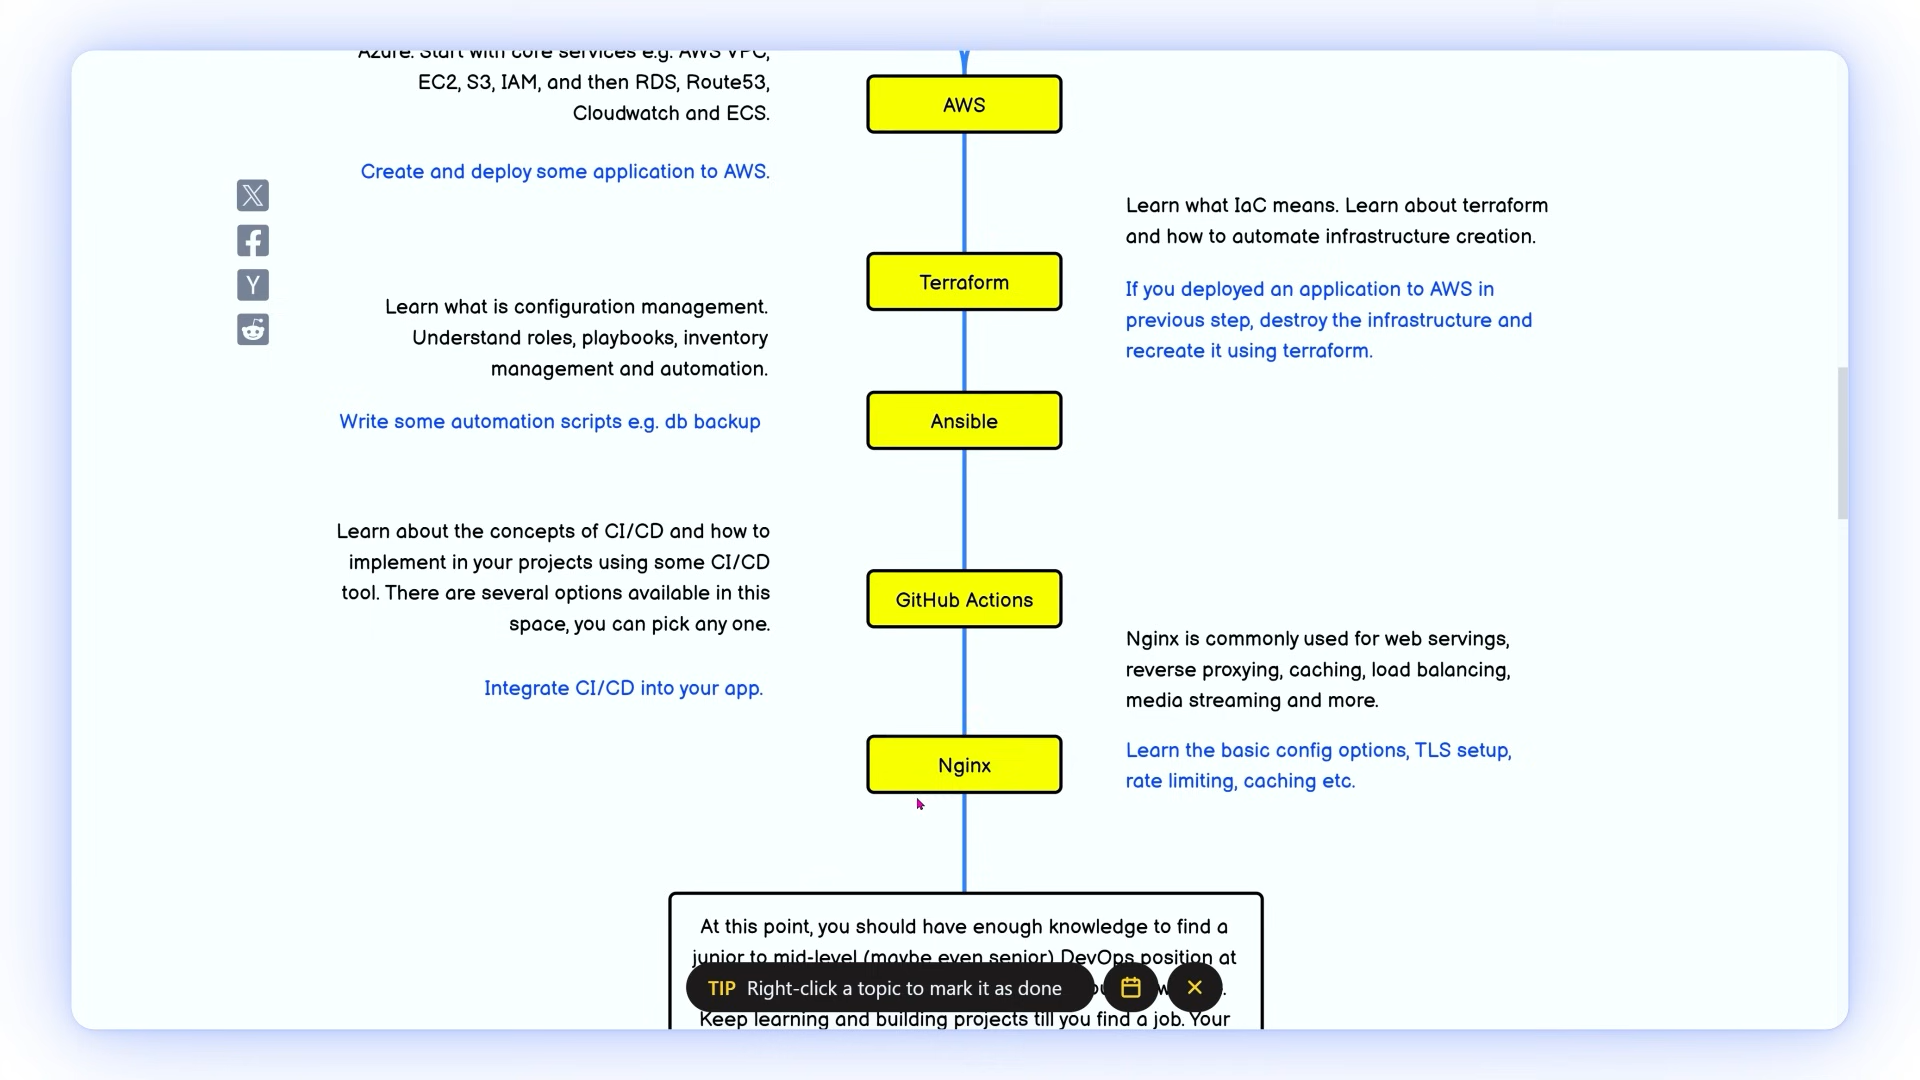 Azure. Start with core services e.g. AWS VPC,
EC2, S3, IAM, and then RDS, Route53,
Cloudwatch and ECS.
AWS
Create and deploy some application to AWS.
Learn what IaC means. Learn about terraform
and how to automate infrastructure creation.
Terraform
If you deployed an application to AWS in
previous step, destroy the infrastructure and
recreate it using terraform.
Learn what is configuration management.
Understand roles, playbooks, inventory
management and automation.
Write some automation scripts e.g. db backup
Ansible
Learn about the concepts of CI/CD and how to
implement in your projects using some CI/CD
tool. There are several options available in this
space, you can pick any one.
GitHub Actions
Integrate CI/CD into your app.
Nginx is commonly used for web servings,
reverse proxying, caching, load balancing,
media streaming and more.
Nginx
Learn the basic config options, TLS setup,
rate limiting, caching etc.
At this point, you should have enough knowledge to find a
junior to mid-level (maybe even senior) DevOps position at
TIP Right-click a topic to mark it as done
Keep learning and building projects till you find a job. Your